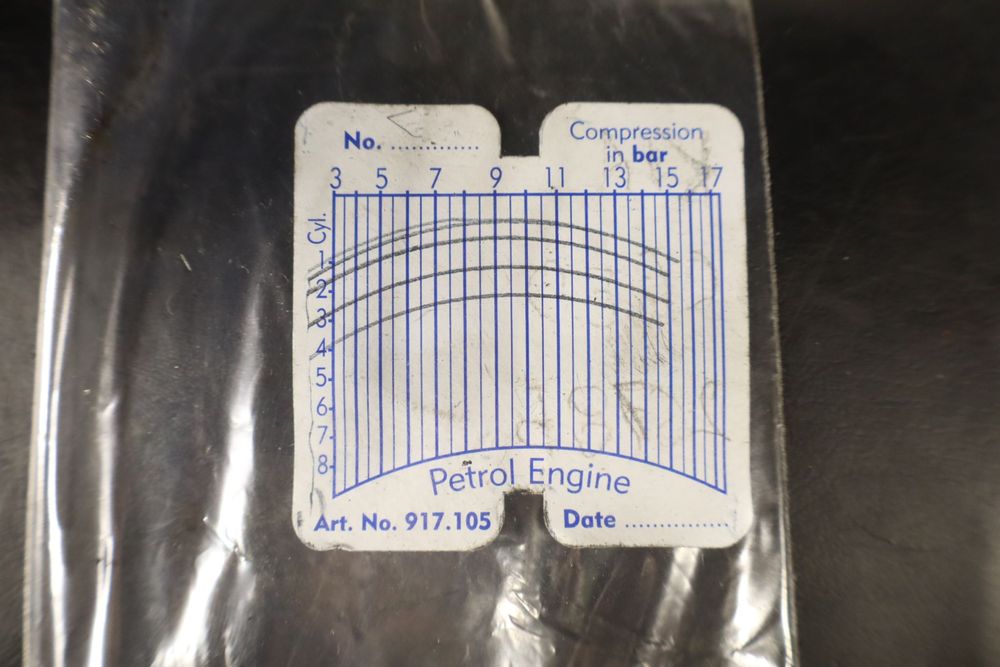 No. .............
Compression
in bar
3 5 7 9 11 13 15 17
Cyl.
1
2
3
4
5
6
7
8
Petrol Engine
Art. No. 917.105
Date ...............